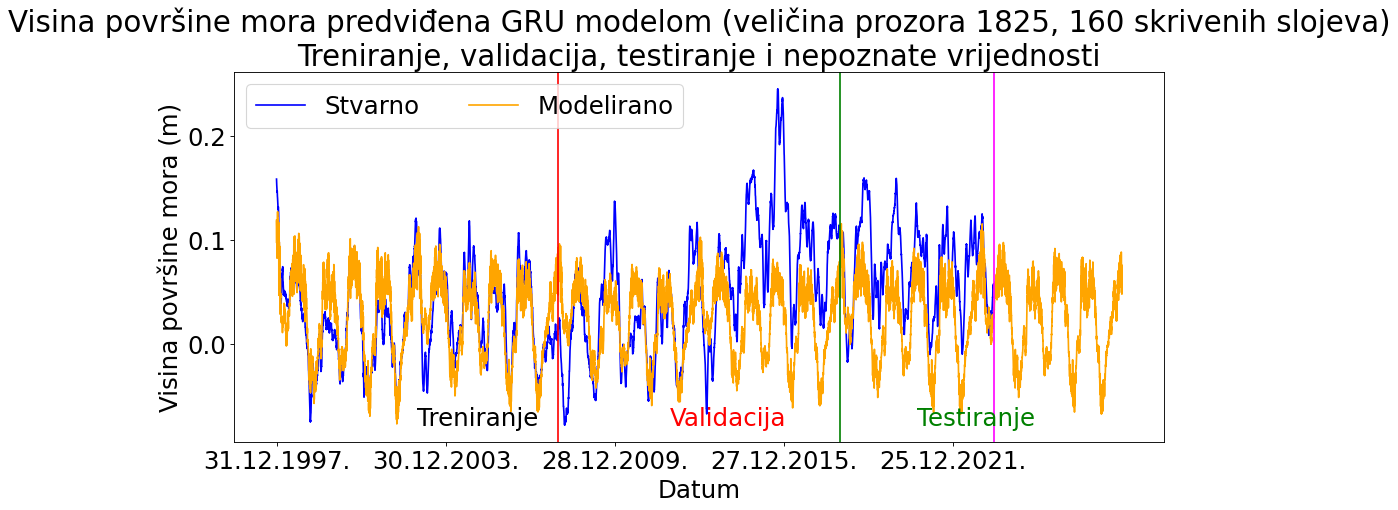 Visina površine mora predviđena GRU modelom (veličina prozora 1825, 160 skrivenih slojeva)
Treniranje, validacija, testiranje i nepoznate vrijednosti
Stvarno
Modelirano
Visina površine mora (m)
0.2
0.1
0.0
Treniranje
Validacija
Testiranje
31.12.1997.
30.12.2003.
28.12.2009.
27.12.2015.
25.12.2021.
Datum